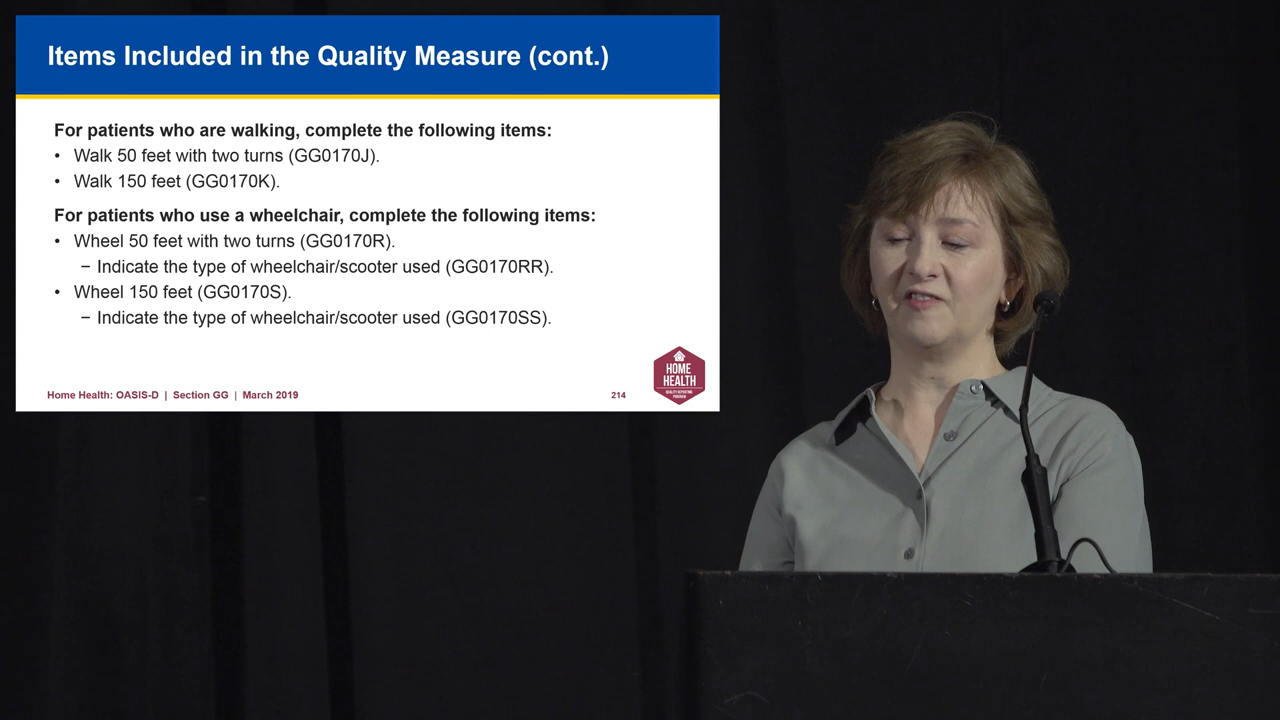 Items Included in the Quality Measure (cont.)
For patients who are walking, complete the following items:
• Walk 50 feet with two turns (GG0170J).
• Walk 150 feet (GG0170K).
For patients who use a wheelchair, complete the following items:
• Wheel 50 feet with two turns (GG0170R).
− Indicate the type of wheelchair/scooter used (GG0170RR).
• Wheel 150 feet (GG0170S).
− Indicate the type of wheelchair/scooter used (GG0170SS).
Home Health: OASIS-D | Section GG | March 2019
214
HOME
HEALTH
QUALITY REPORTING
PROGRAM